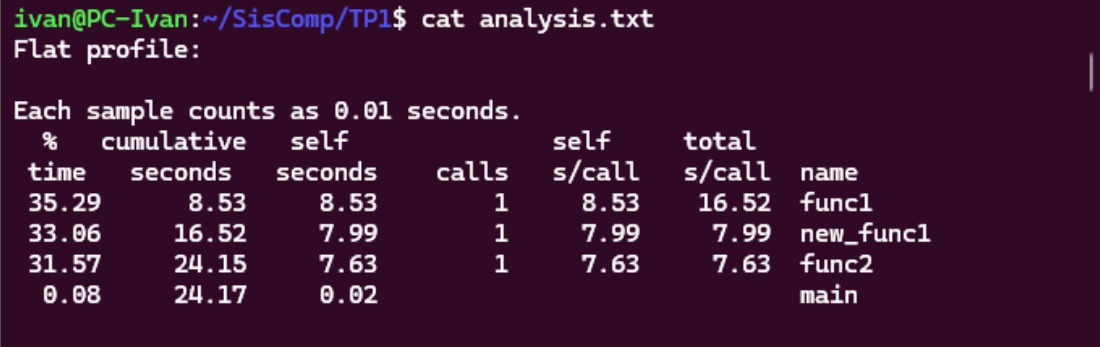 ivan@PC-Ivan:~/SisComp/TP1$ cat analysis.txt
Flat profile:
Each sample counts as 0.01 seconds.
% cumulative self self total
time seconds seconds calls s/call s/call name
35.29 8.53 8.53 1 8.53 16.52 func1
33.06 16.52 7.99 1 7.99 7.99 new_func1
31.57 24.15 7.63 1 7.63 7.63 func2
0.08 24.17 0.02 main